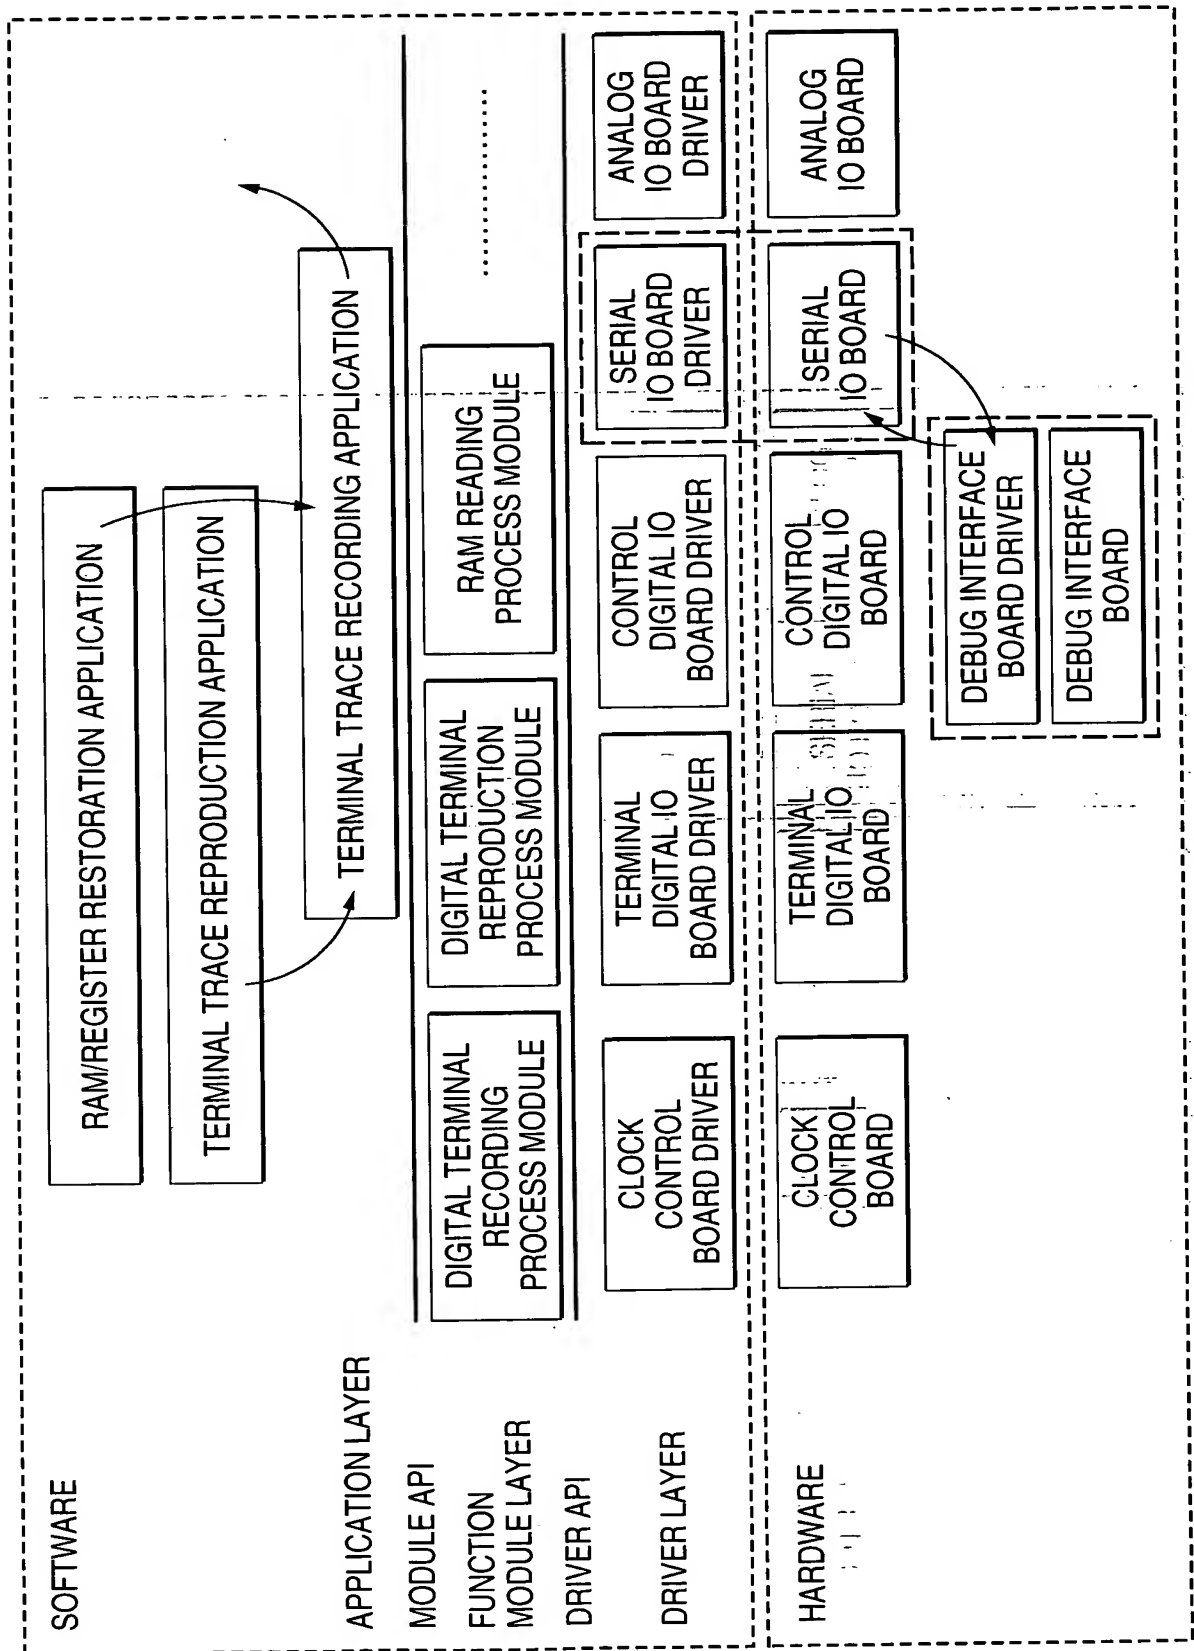 SOFTWARE
RAM/REGISTER RESTORATION APPLICATION
TERMINAL TRACE REPRODUCTION APPLICATION
APPLICATION LAYER
TERMINAL TRACE RECORDING APPLICATION
MODULE API
FUNCTION
MODULE LAYER
DIGITAL TERMINAL
RECORDING
PROCESS MODULE
DIGITAL TERMINAL
REPRODUCTION
PROCESS MODULE
RAM READING
PROCESS MODULE
....................
DRIVER API
DRIVER LAYER
CLOCK
CONTROL
BOARD DRIVER
TERMINAL
DIGITAL IO
BOARD DRIVER
CONTROL
DIGITAL IO
BOARD DRIVER
SERIAL
IO BOARD
DRIVER
ANALOG
IO BOARD
DRIVER
HARDWARE
CLOCK
CONTROL
BOARD
TERMINAL
DIGITAL IO
BOARD
CONTROL
DIGITAL IO
BOARD
SERIAL
IO BOARD
ANALOG
IO BOARD
DEBUG INTERFACE
BOARD DRIVER
DEBUG INTERFACE
BOARD